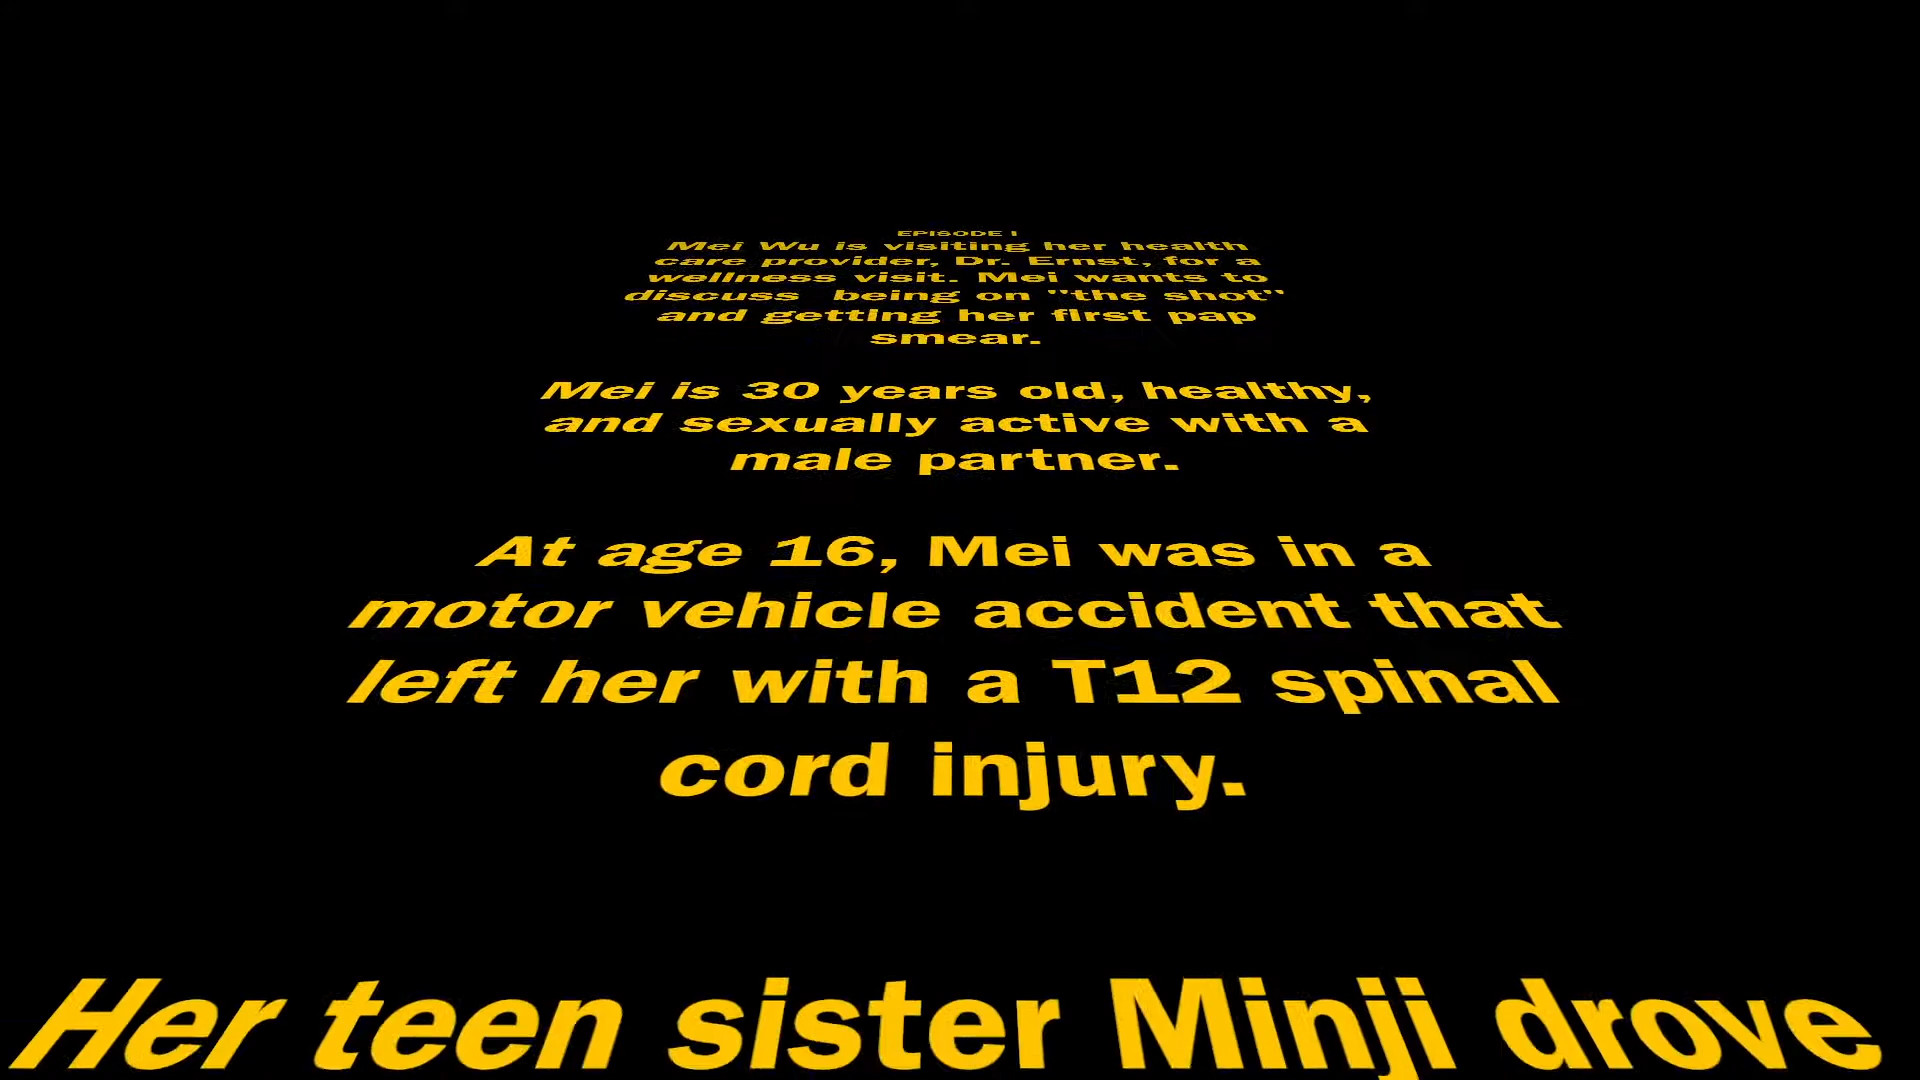 EPISODE I
Mei Wu is visiting her health
care provider, Dr. Ernst, for a
wellness visit. Mei wants to
discuss being on "the shot"
and getting her first pap
smear.
Mei is 30 years old, healthy,
and sexually active with a
male partner.
At age 16, Mei was in a
motor vehicle accident that
left her with a T12 spinal
cord injury.
Her teen sister Minji drove